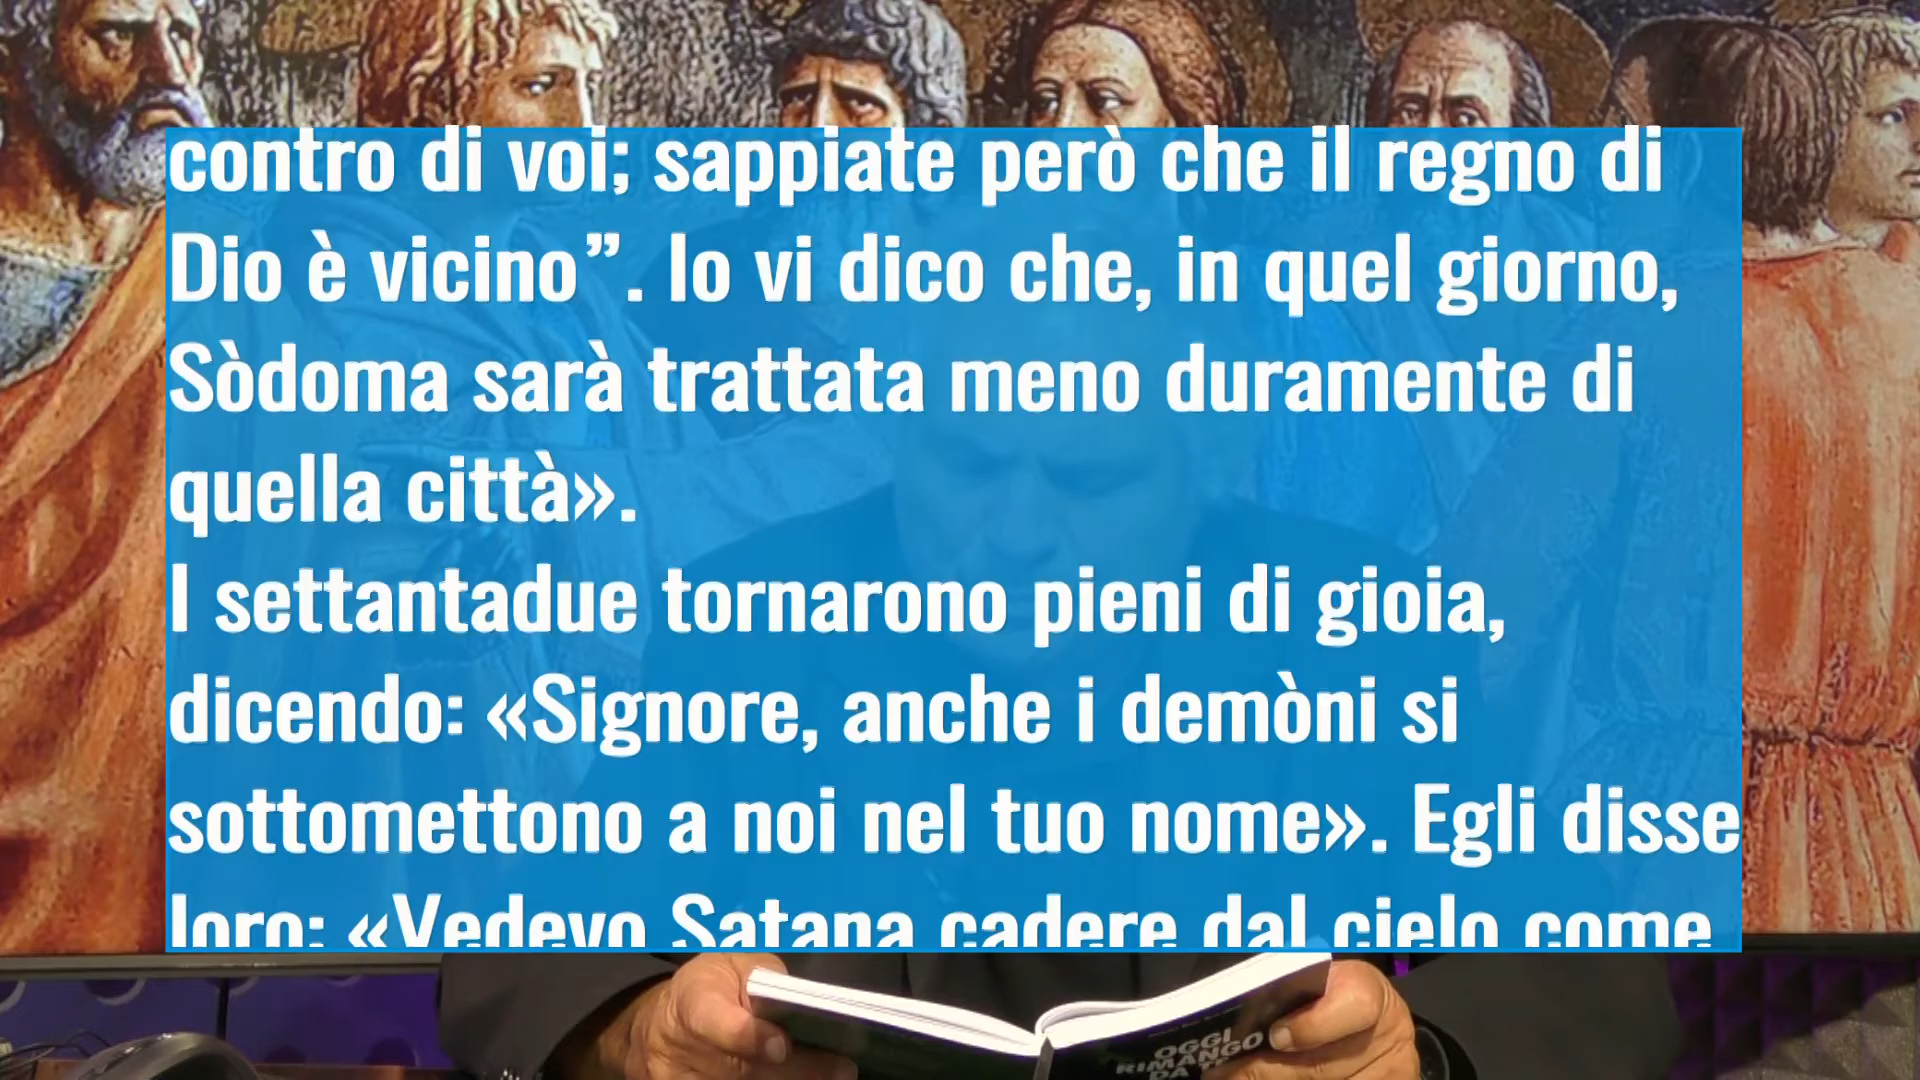 contro di voi; sappiate però che il regno di
Dio è vicino”. Io vi dico che, in quel giorno,
Sòdoma sarà trattata meno duramente di
quella città».
I settantadue tornarono pieni di gioia,
dicendo: «Signore, anche i demòni si
sottomettono a noi nel tuo nome». Egli disse
loro: «Vedevo Satana cadere dal cielo come
OGGI
RIMANGO
DA TE